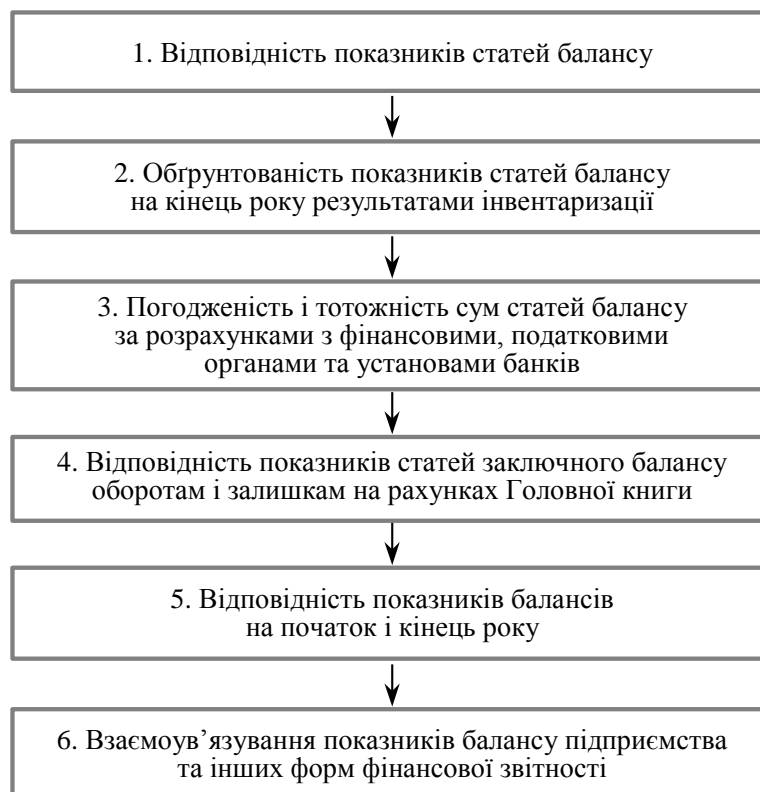 1. Відповідність показників статей балансу
2. Обґрунтованість показників статей балансу
на кінець року результатами інвентаризації
3. Погодженість і тотожність сум статей балансу
за розрахунками з фінансовими, податковими
органами та установами банків
4. Відповідність показників статей заключного балансу
оборотам і залишкам на рахунках Головної книги
5. Відповідність показників балансів
на початок і кінець року
6. Взаємоув’язування показників балансу підприємства
та інших форм фінансової звітності